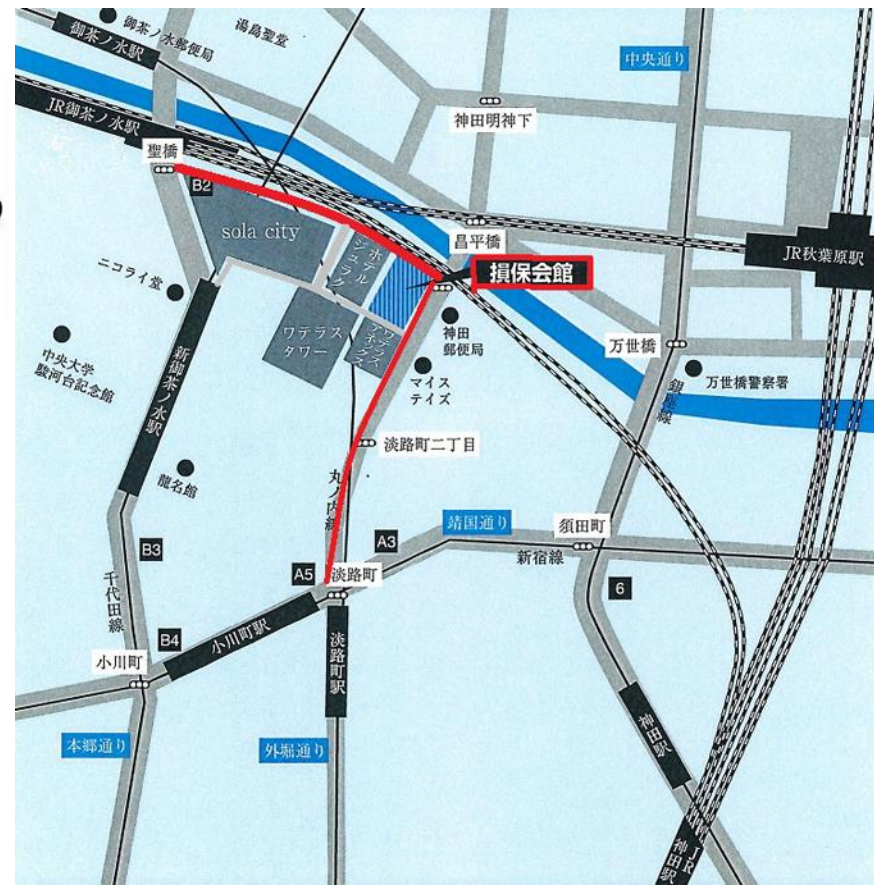 御茶ノ水駅
御茶ノ水郵便局
湯島聖堂
中央通り
JR御茶ノ水駅
神田明神下
聖橋
B2
sola city
昌平橋
JR秋葉原駅
ホテル
ジュラク
損保会館
ニコライ堂
ワテラス
タワー
ワテラス
アネックス
神田
郵便局
万世橋
中央大学
駿河台記念館
新御茶ノ水駅
マイス
テイズ
銀座線
万世橋警察署
淡路町二丁目
龍名館
丸ノ内線
靖国通り
須田町
B3
A3
新宿線
千代田線
A5
淡路町
6
B4
小川町駅
小川町
淡路町駅
神田駅
本郷通り
外堀通り
JR
神田駅